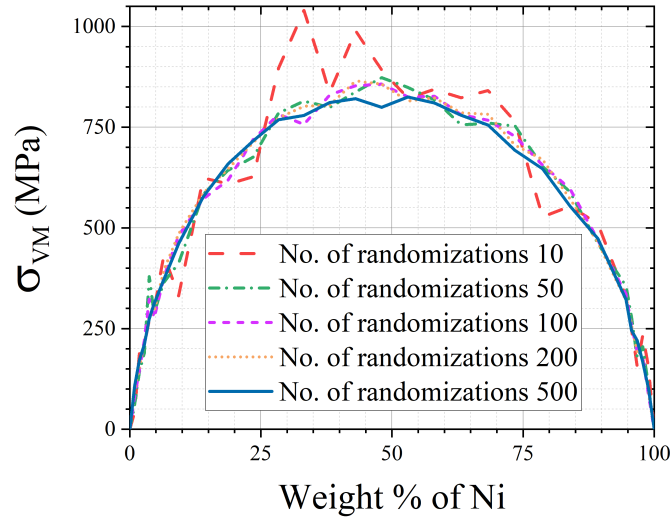 1000
750
500
250
0
σVM (MPa)
No. of randomizations 10
No. of randomizations 50
No. of randomizations 100
No. of randomizations 200
No. of randomizations 500
0 25 50 75 100
Weight % of Ni